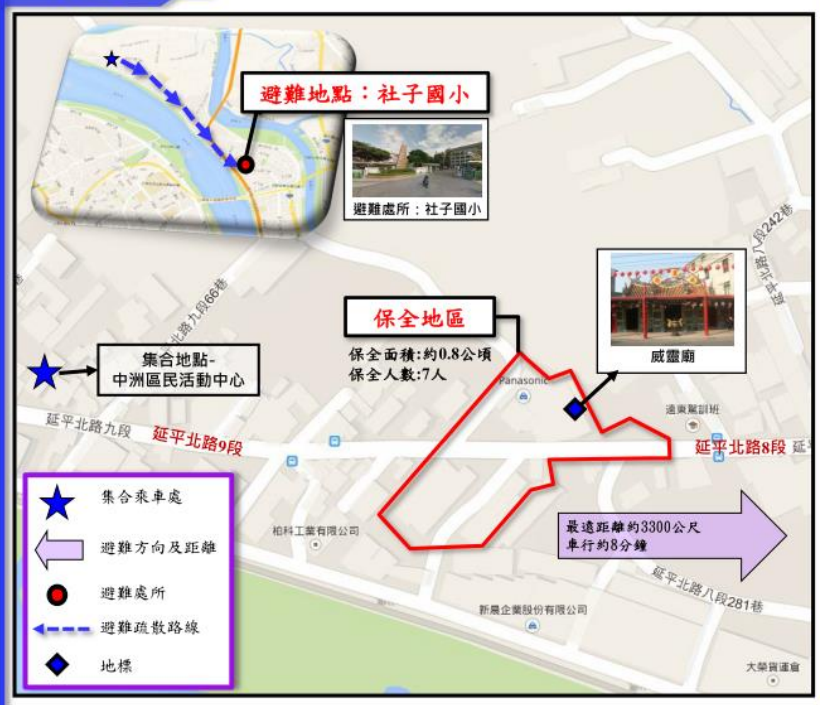 避難地點：社子國小
避難處所：社子國小
延平北路八段242巷
北路九段66巷
保全地區
保全面積:約0.8公頃
保全人數:7人
威靈廟
集合地點-
中洲區民活動中心
Panasonic
遠東駕訓班
延平北路九段
延平北路9段
延平北路8段
延平
集合乘車處
避難方向及距離
避難處所
避難疏散路線
地標
柏科工業有限公司
最遠距離約3300公尺
車行約8分鐘
延平北路八段281巷
新晨企業股份有限公司
大榮貨運倉